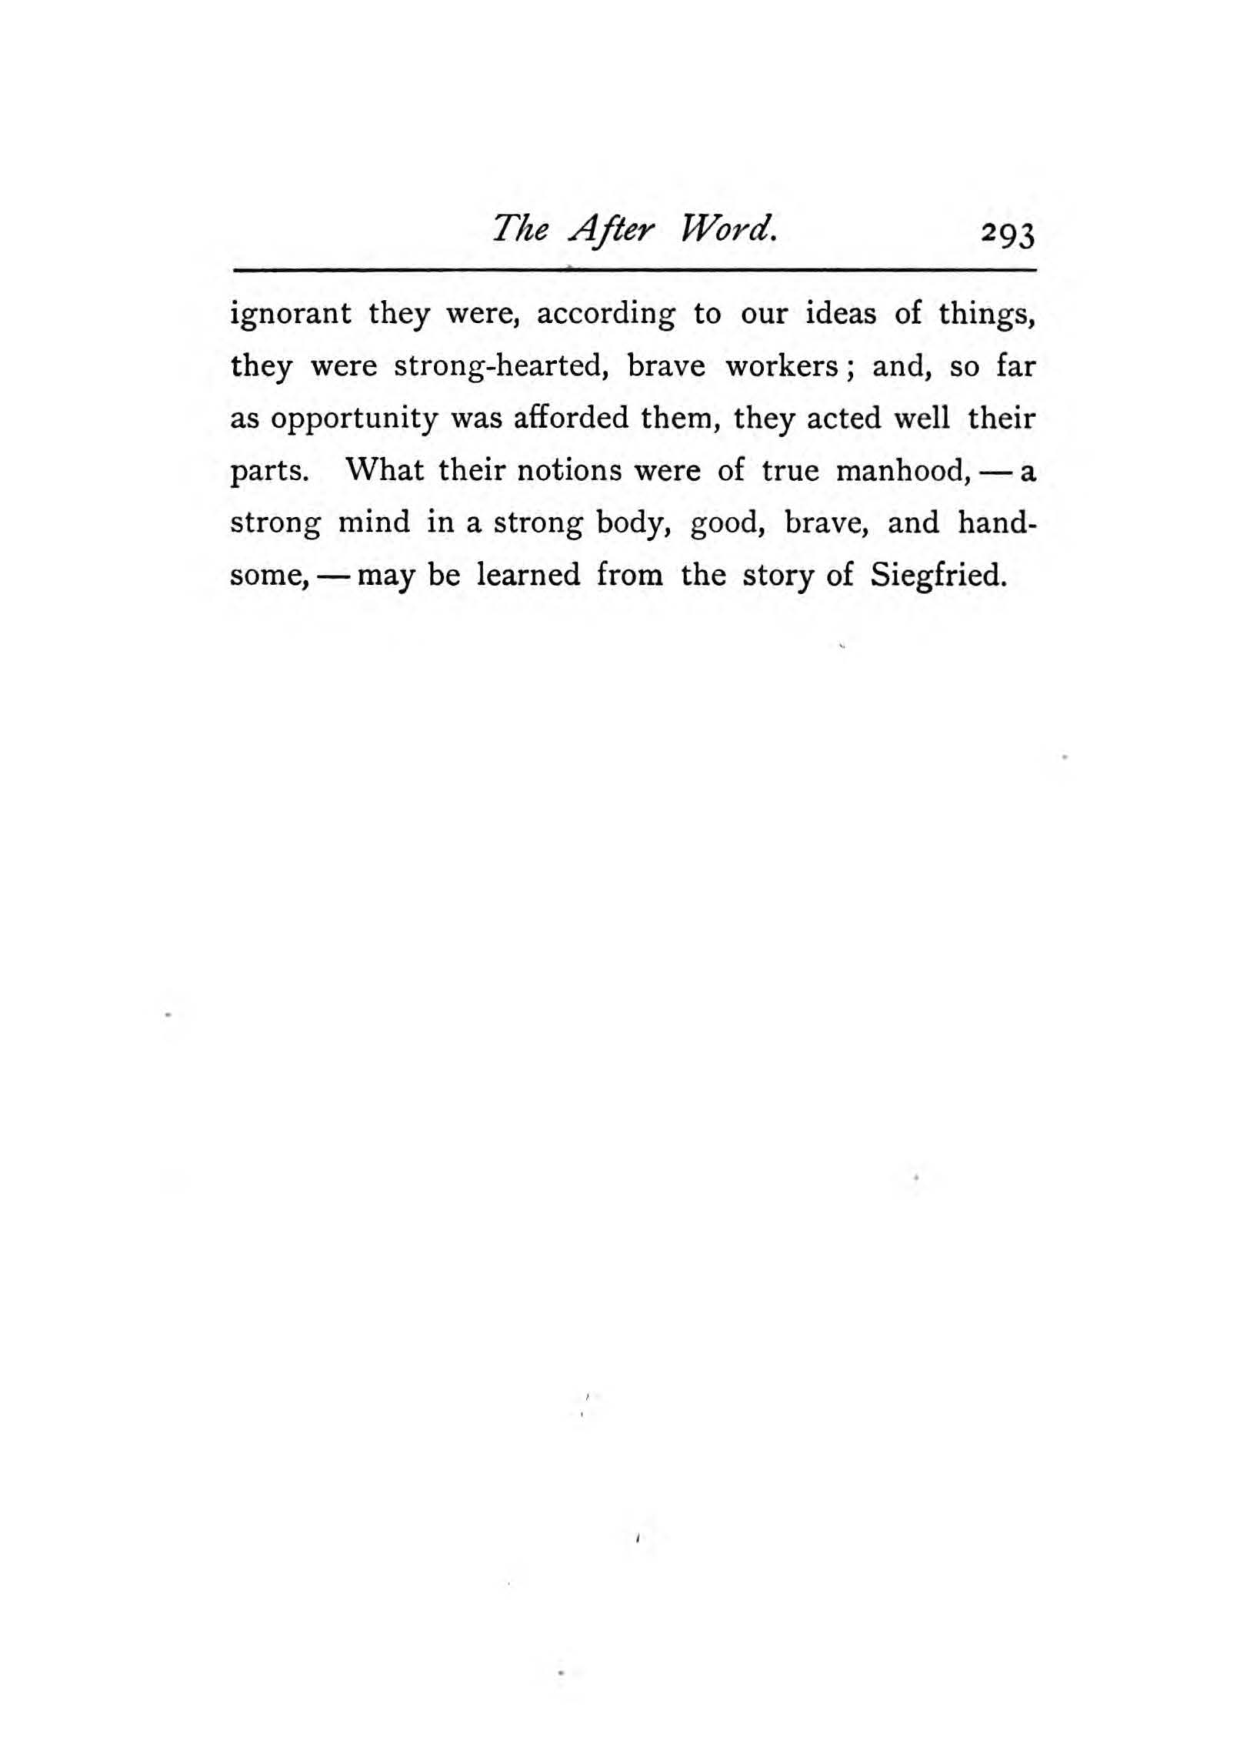 The After Word. 293
ignorant they were, according to our ideas of things,
they were strong-hearted, brave workers; and, so far
as opportunity was afforded them, they acted well their
parts. What their notions were of true manhood, — a
strong mind in a strong body, good, brave, and hand-
some, — may be learned from the story of Siegfried.